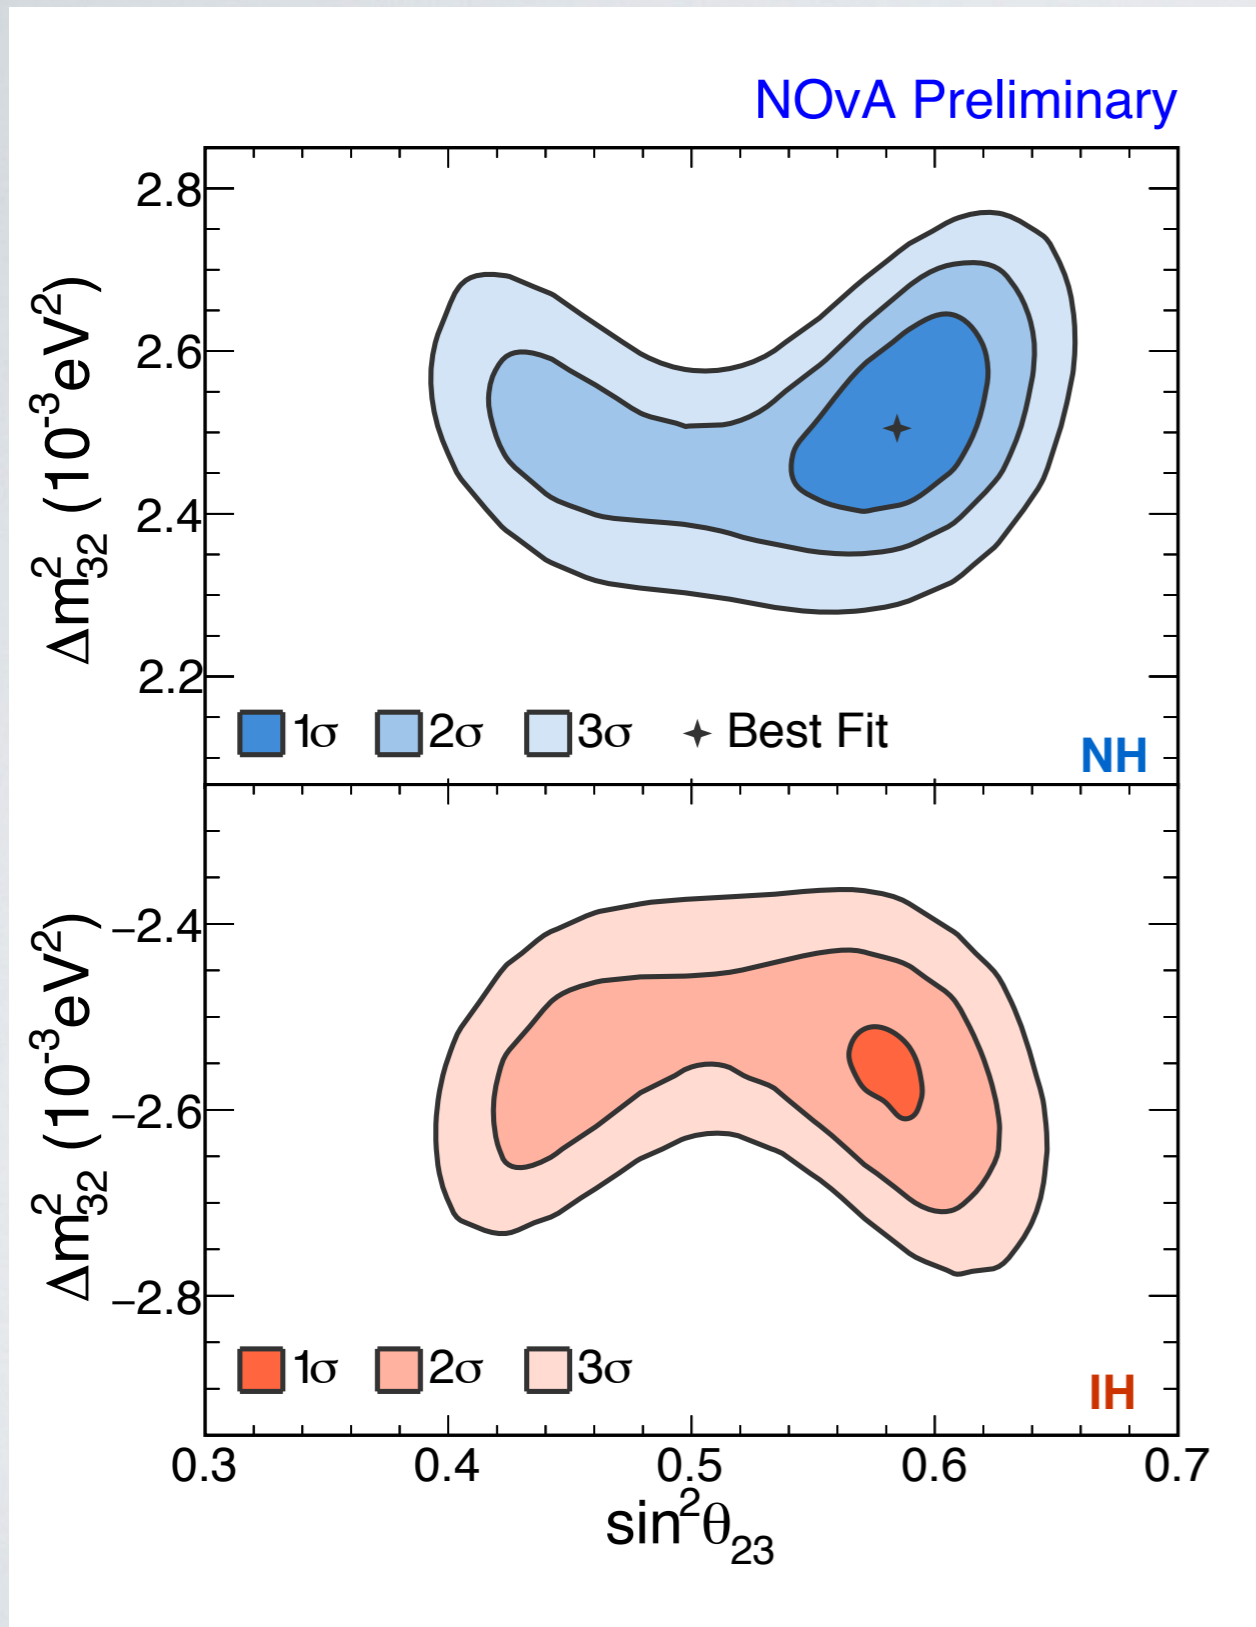 NOvA Preliminary
2.8
2.6
2.4
2.2
Δm²₃₂ (10⁻³eV²)
1σ 2σ 3σ Best Fit
NH
−2.4
−2.6
−2.8
Δm²₃₂ (10⁻³eV²)
1σ 2σ 3σ
IH
0.3 0.4 0.5 0.6 0.7
sin²θ₂₃